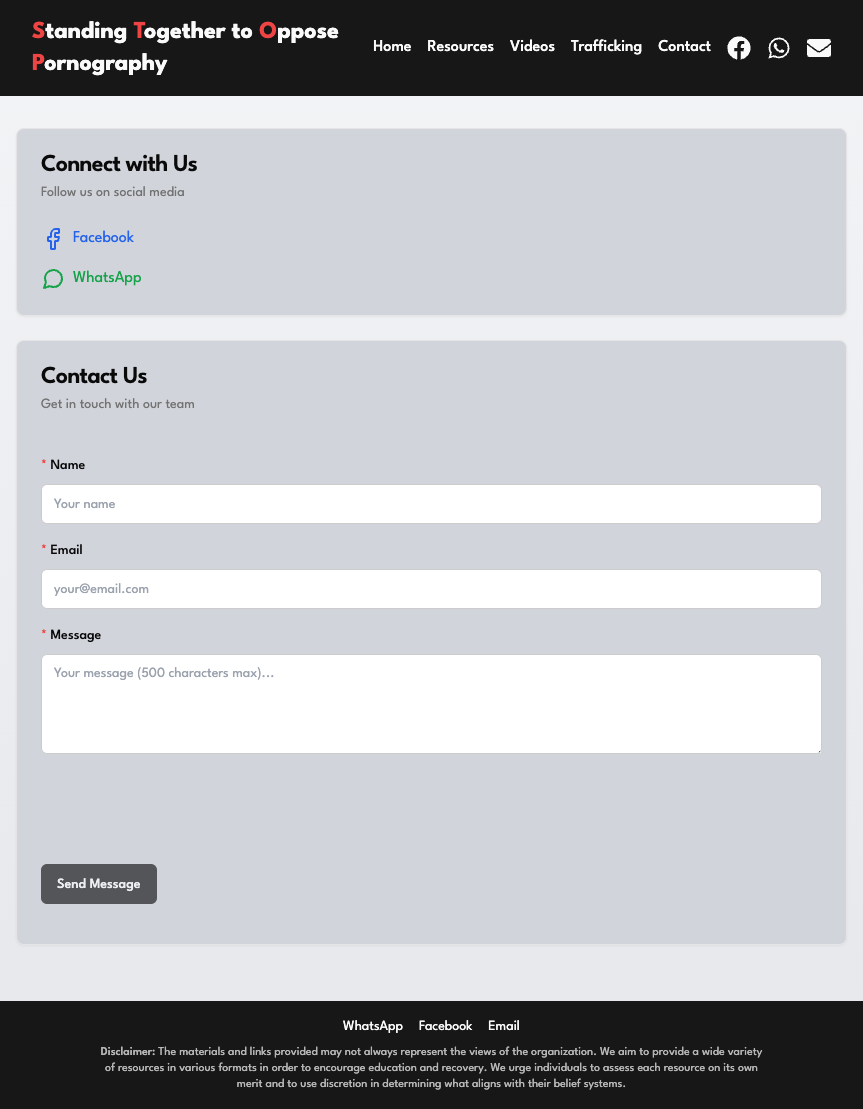 Standing Together to Oppose
Pornography
Home Resources Videos Trafficking Contact
Connect with Us
Follow us on social media
Facebook
WhatsApp
Contact Us
Get in touch with our team
* Name
Your name
* Email
your@email.com
* Message
Your message (500 characters max)...
Send Message
WhatsApp Facebook Email
Disclaimer: The materials and links provided may not always represent the views of the organization. We aim to provide a wide variety
of resources in various formats in order to encourage education and recovery. We urge individuals to assess each resource on its own
merit and to use discretion in determining what aligns with their belief systems.